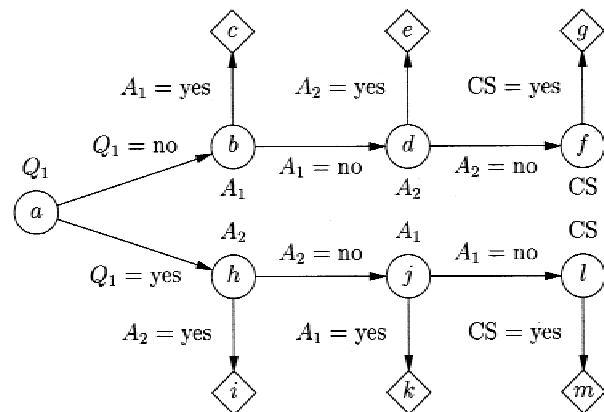 c e g
A₁ = yes A₂ = yes CS = yes
Q₁ = no b d f
Q₁ A₁ = no A₂ = no
A₁ A₂ CS
a
A₂ A₁ CS
A₂ = no A₁ = no
Q₁ = yes h j l
A₂ = yes A₁ = yes CS = yes
i k m